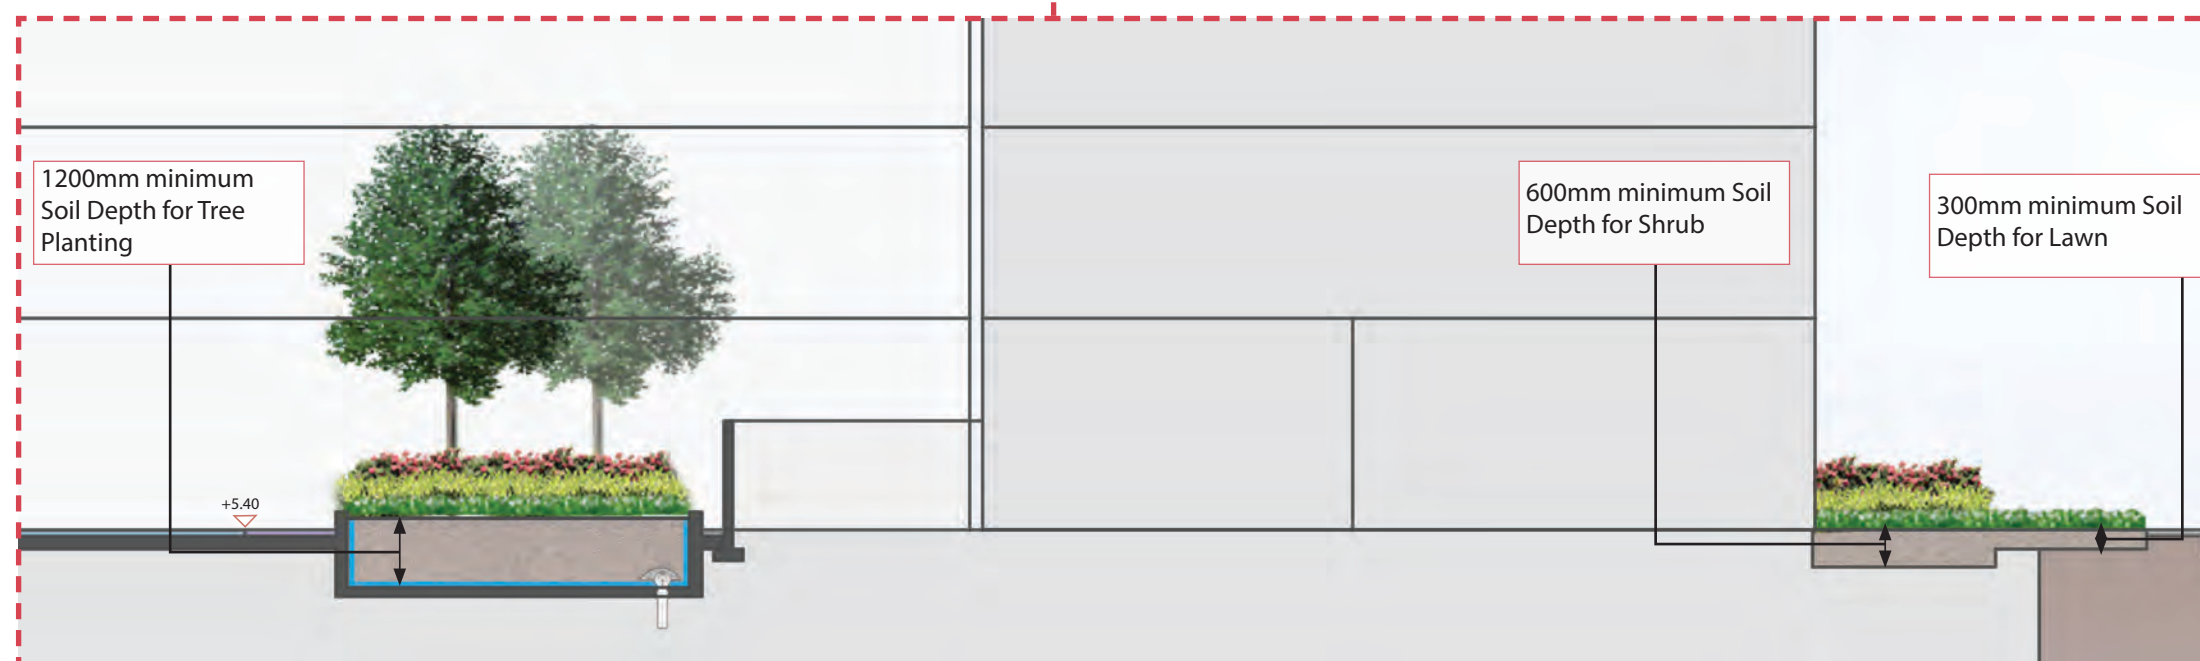 1200mm minimum
Soil Depth for Tree
Planting
600mm minimum Soil
Depth for Shrub
300mm minimum Soil
Depth for Lawn
+5.40